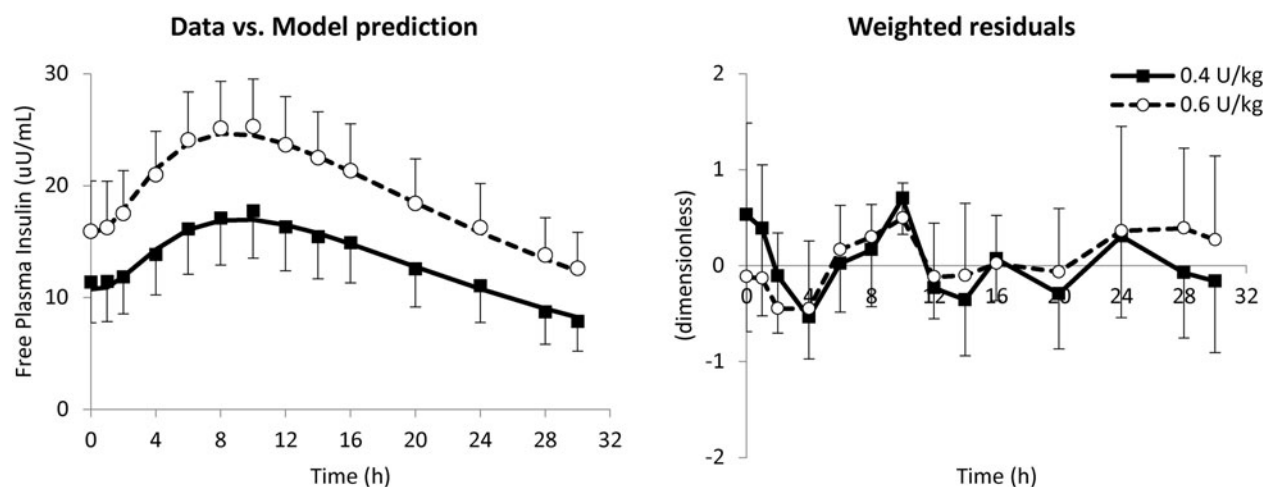 Data vs. Model prediction
Free Plasma Insulin (uU/mL)
30
20
10
0
0 4 8 12 16 20 24 28 32
Time (h)
Weighted residuals
0.4 U/kg
0.6 U/kg
(dimensionless)
2
1
0
-1
-2
0 4 8 12 16 20 24 28 32
Time (h)